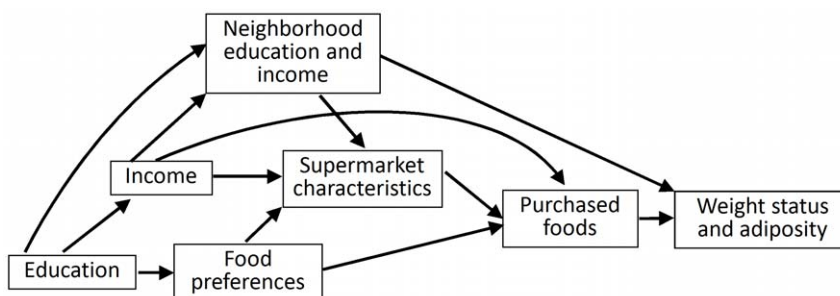 Neighborhood
education and
income
Income
Supermarket
characteristics
Purchased
foods
Weight status
and adiposity
Education
Food
preferences